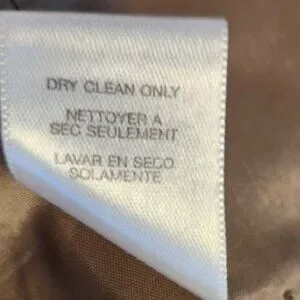 DRY CLEAN ONLY
NETTOYER A
SEC SEULEMENT
LAVAR EN SECO
SOLAMENTE